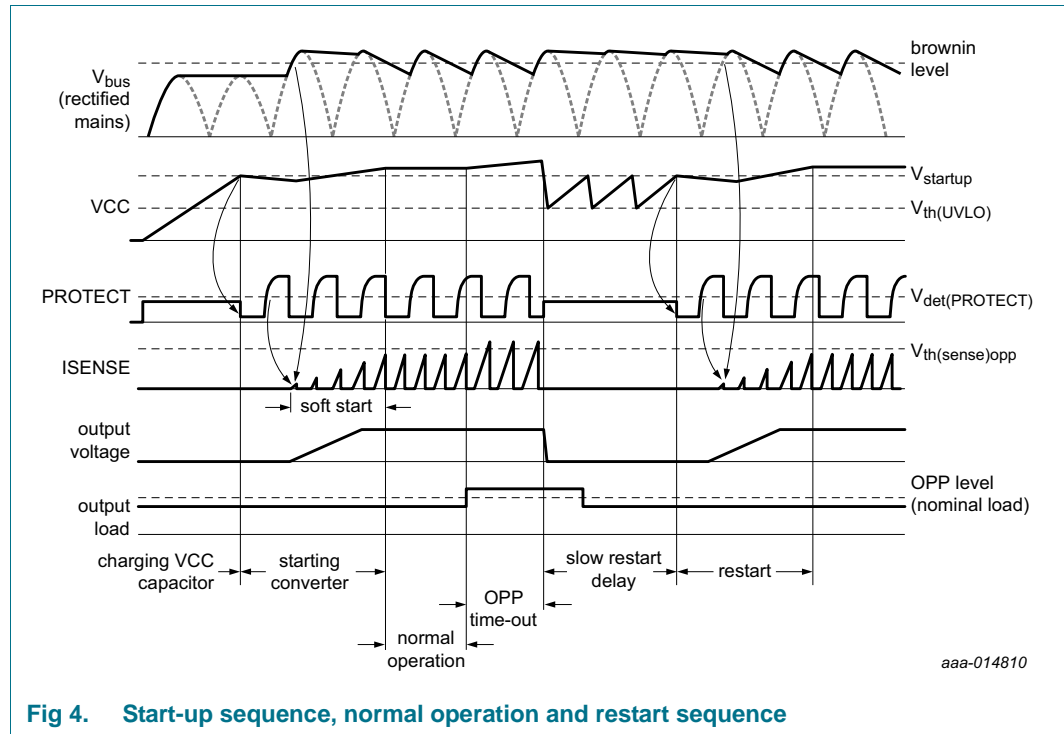 brownin
level
Vbus
(rectified
mains)
Vstartup
VCC
Vth(UVLO)
PROTECT
Vdet(PROTECT)
Vth(sense)opp
ISENSE
soft start
output
voltage
OPP level
(nominal load)
output
load
charging VCC
capacitor
starting
converter
slow restart
delay
restart
OPP
time-out
normal
operation
aaa-014810
Fig 4. Start-up sequence, normal operation and restart sequence